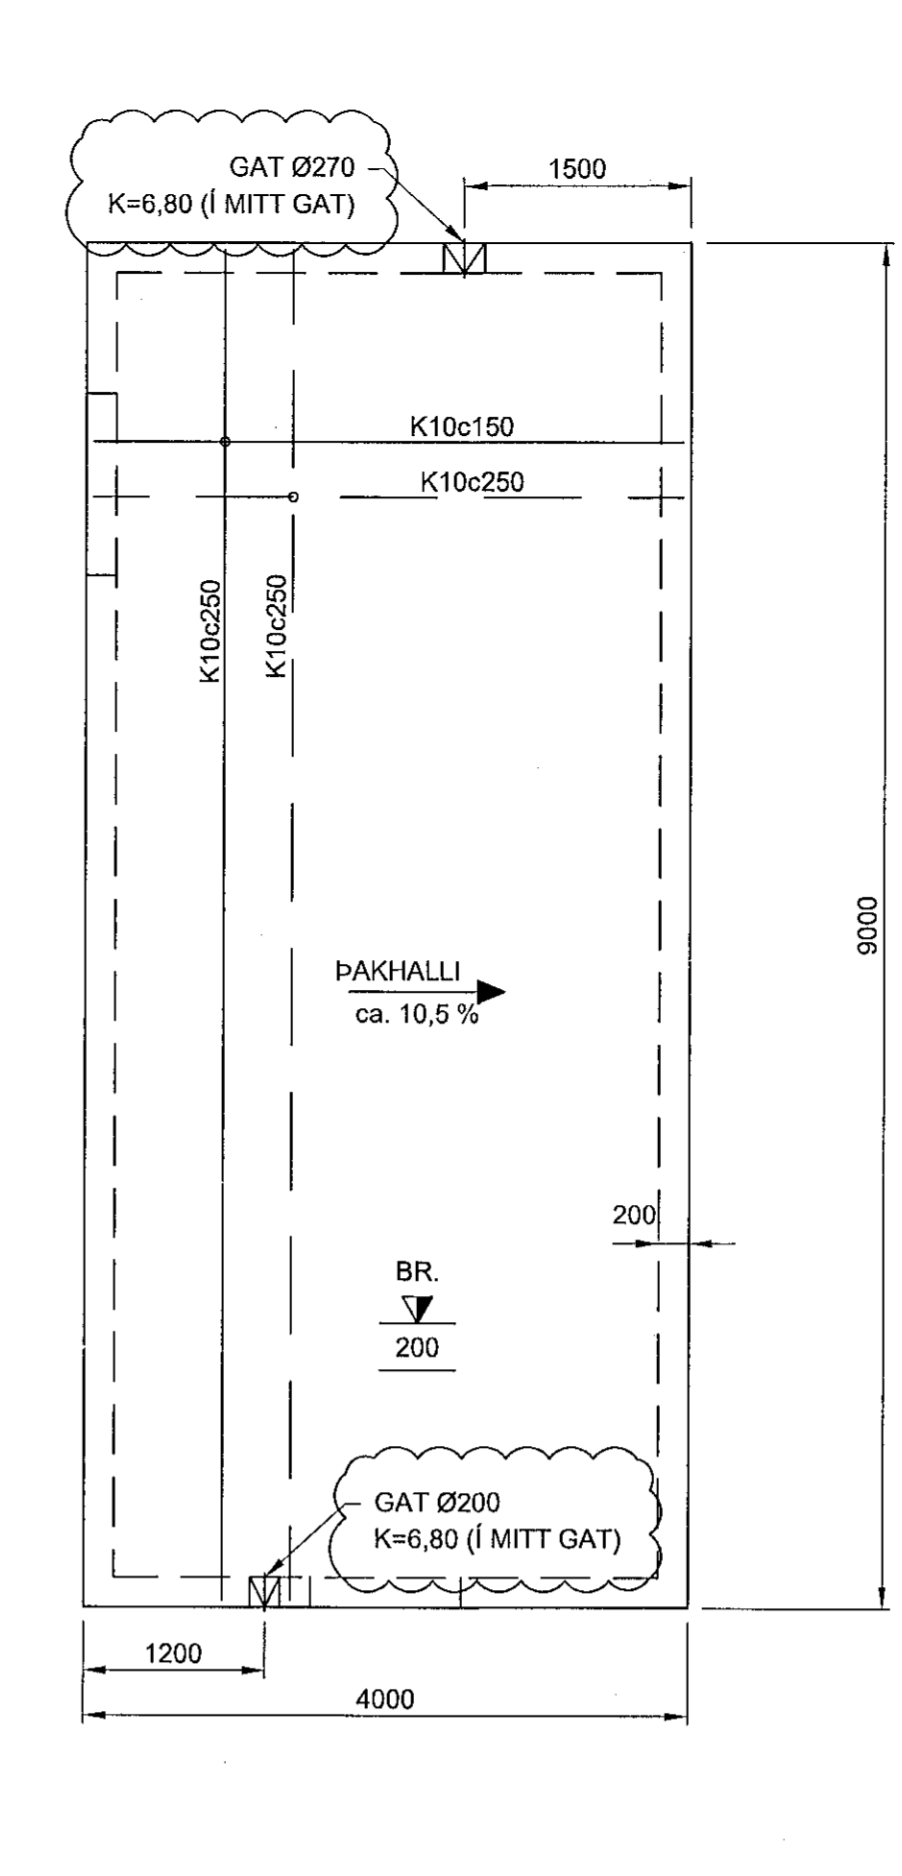 GAT Ø270
K=6,80 (Í MITT GAT)
1500
K10c150
K10c250
K10c250
K10c250
9000
ÞAKHALLI
ca. 10,5 %
200
BR.
200
GAT Ø200
K=6,80 (Í MITT GAT)
1200
4000